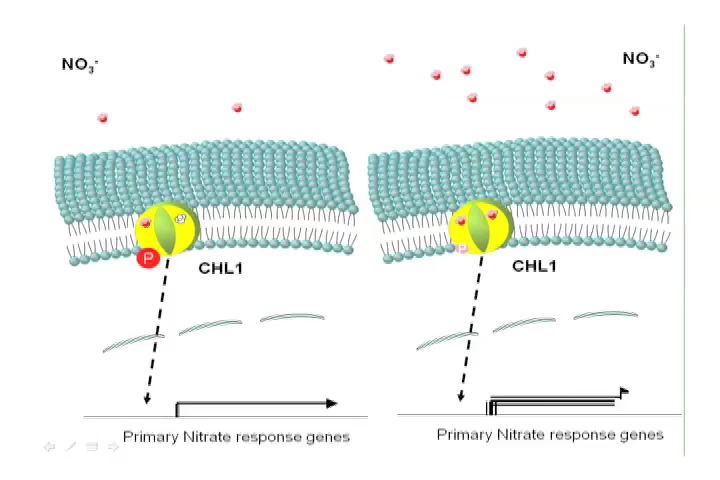 NO3-
NO3-
P
CHL1
P
CHL1
Primary Nitrate response genes
Primary Nitrate response genes